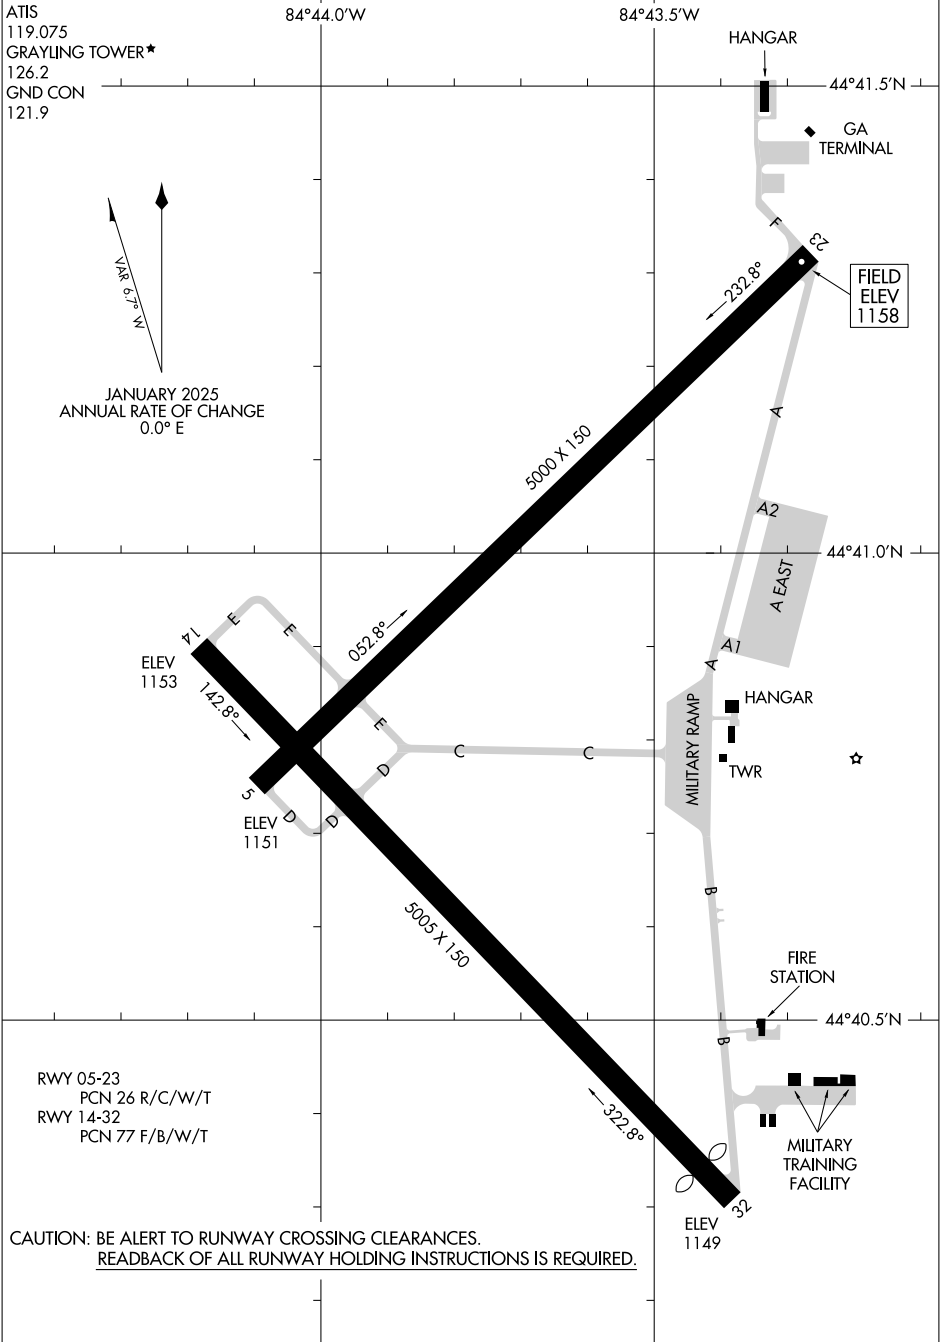 ATIS
119.075
GRAYLING TOWER★
126.2
GND CON
121.9
84°44.0'W
84°43.5'W
HANGAR
44°41.5'N
GA
TERMINAL
F
23
232.8°
FIELD
ELEV
1158
VAR 6.7° W
JANUARY 2025
ANNUAL RATE OF CHANGE
0.0° E
A
5000 X 150
A2
44°41.0'N
A EAST
E
E
14
052.8°
A1
A
ELEV
1153
142.8°
HANGAR
MILITARY RAMP
E
C
C
D
TWR
5
D
D
ELEV
1151
B
5005 X 150
FIRE
STATION
44°40.5'N
B
RWY 05-23
PCN 26 R/C/W/T
RWY 14-32
PCN 77 F/B/W/T
322.8°
MILITARY
TRAINING
FACILITY
32
ELEV
1149
CAUTION: BE ALERT TO RUNWAY CROSSING CLEARANCES.
READBACK OF ALL RUNWAY HOLDING INSTRUCTIONS IS REQUIRED.